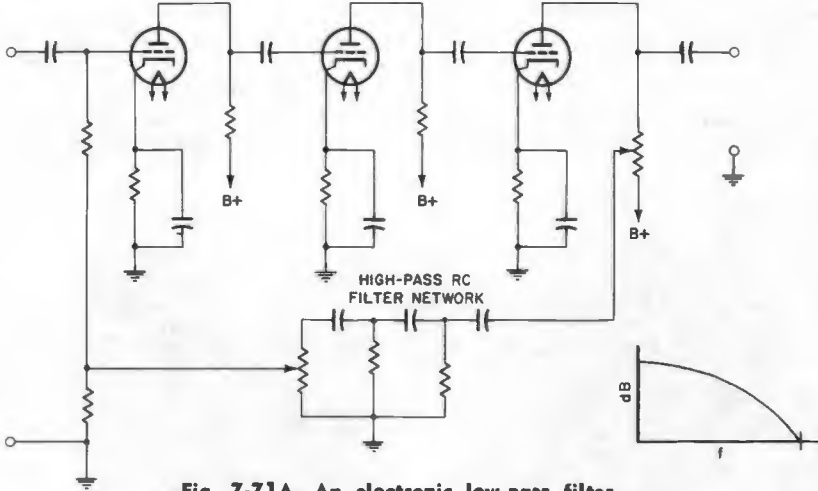 B+
B+
B+
HIGH-PASS RC
FILTER NETWORK
dB
f
Fig. 7-71A. An electronic low-pass filter